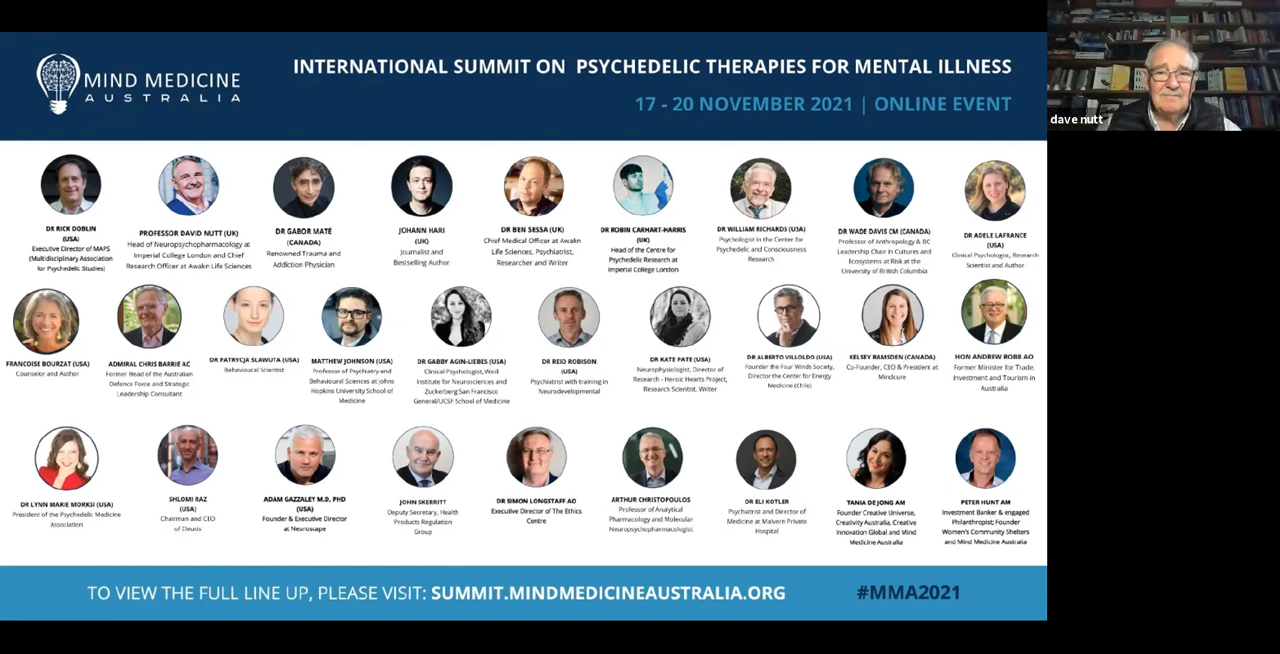 MIND MEDICINE
AUSTRALIA
INTERNATIONAL SUMMIT ON PSYCHEDELIC THERAPIES FOR MENTAL ILLNESS
17 - 20 NOVEMBER 2021 | ONLINE EVENT
dave nutt
DR RICK DOBLIN
(USA)
Executive Director of MAPS
(Multidisciplinary Association
for Psychedelic Studies)
PROFESSOR DAVID NUTT (UK)
Head of Neuropsychopharmacology at
Imperial College London and Chief
Research Officer at Awakn Life Sciences
DR GABOR MATÉ
(CANADA)
Renowned Trauma and
Addiction Physician
JOHANN HARI
(UK)
Journalist and
Bestselling Author
DR BEN SESSA (UK)
Chief Medical Officer at Awakn
Life Sciences, Psychiatrist,
Researcher and Writer
DR ROBIN CARHART-HARRIS
(UK)
Head of the Centre for
Psychedelic Research at
Imperial College London
DR WILLIAM RICHARDS (USA)
Psychologist in the Center for
Psychedelic and Consciousness
Research
DR WADE DAVIS CM (CANADA)
Professor of Anthropology & BC
Leadership Chair in Cultures and
Ecosystems at Risk at the
University of British Columbia
DR ADELE LAFRANCE
(USA)
Clinical Psychologist, Research
Scientist and Author
FRANCOISE BOURZAT (USA)
Counselor and Author
ADMIRAL CHRIS BARRIE AC
Former Head of the Australian
Defence Force and Strategic
Leadership Consultant
DR PATRYCJA SLAWUTA (USA)
Behavioural Scientist
MATTHEW JOHNSON (USA)
Professor of Psychiatry and
Behavioural Sciences at Johns
Hopkins University School of
Medicine
DR GABBY AGIN-LIEBES (USA)
Clinical Psychologist, Weill
Institute for Neurosciences and
Zuckerberg San Francisco
General/UCSF School of Medicine
DR REID ROBISON
(USA)
Psychiatrist with training in
Neurodevelopmental
DR KATE PATE (USA)
Neurophysiologist, Director of
Research - Heroic Hearts Project,
Research Scientist, Writer
DR ALBERTO VILLOLDO (USA)
Founder the Four Winds Society,
Director the Center for Energy
Medicine (Chile)
KELSEY RAMSDEN (CANADA)
Co-Founder, CEO & President at
Mindcure
HON ANDREW ROBB AO
Former Minister for Trade,
Investment and Tourism in
Australia
DR LYNN MARIE MORSKI (USA)
President of the Psychedelic Medicine
Association
SHLOMI RAZ
(USA)
Chairman and CEO
of Eleusis
ADAM GAZZALEY M.D, PHD
(USA)
Founder & Executive Director
at Neuroscape
JOHN SKERRITT
Deputy Secretary, Health
Products Regulation
Group
DR SIMON LONGSTAFF AO
Executive Director of The Ethics
Centre
ARTHUR CHRISTOPOULOS
Professor of Analytical
Pharmacology and Molecular
Neuropsychopharmacologist
DR ELI KOTLER
Psychiatrist and Director of
Medicine at Malvern Private
Hospital
TANIA DE JONG AM
Founder Creative Universe,
Creativity Australia, Creative
Innovation Global and Mind
Medicine Australia
PETER HUNT AM
Investment Banker & engaged
Philanthropist; Founder
Women's Community Shelters
and Mind Medicine Australia
TO VIEW THE FULL LINE UP, PLEASE VISIT: SUMMIT.MINDMEDICINEAUSTRALIA.ORG
#MMA2021